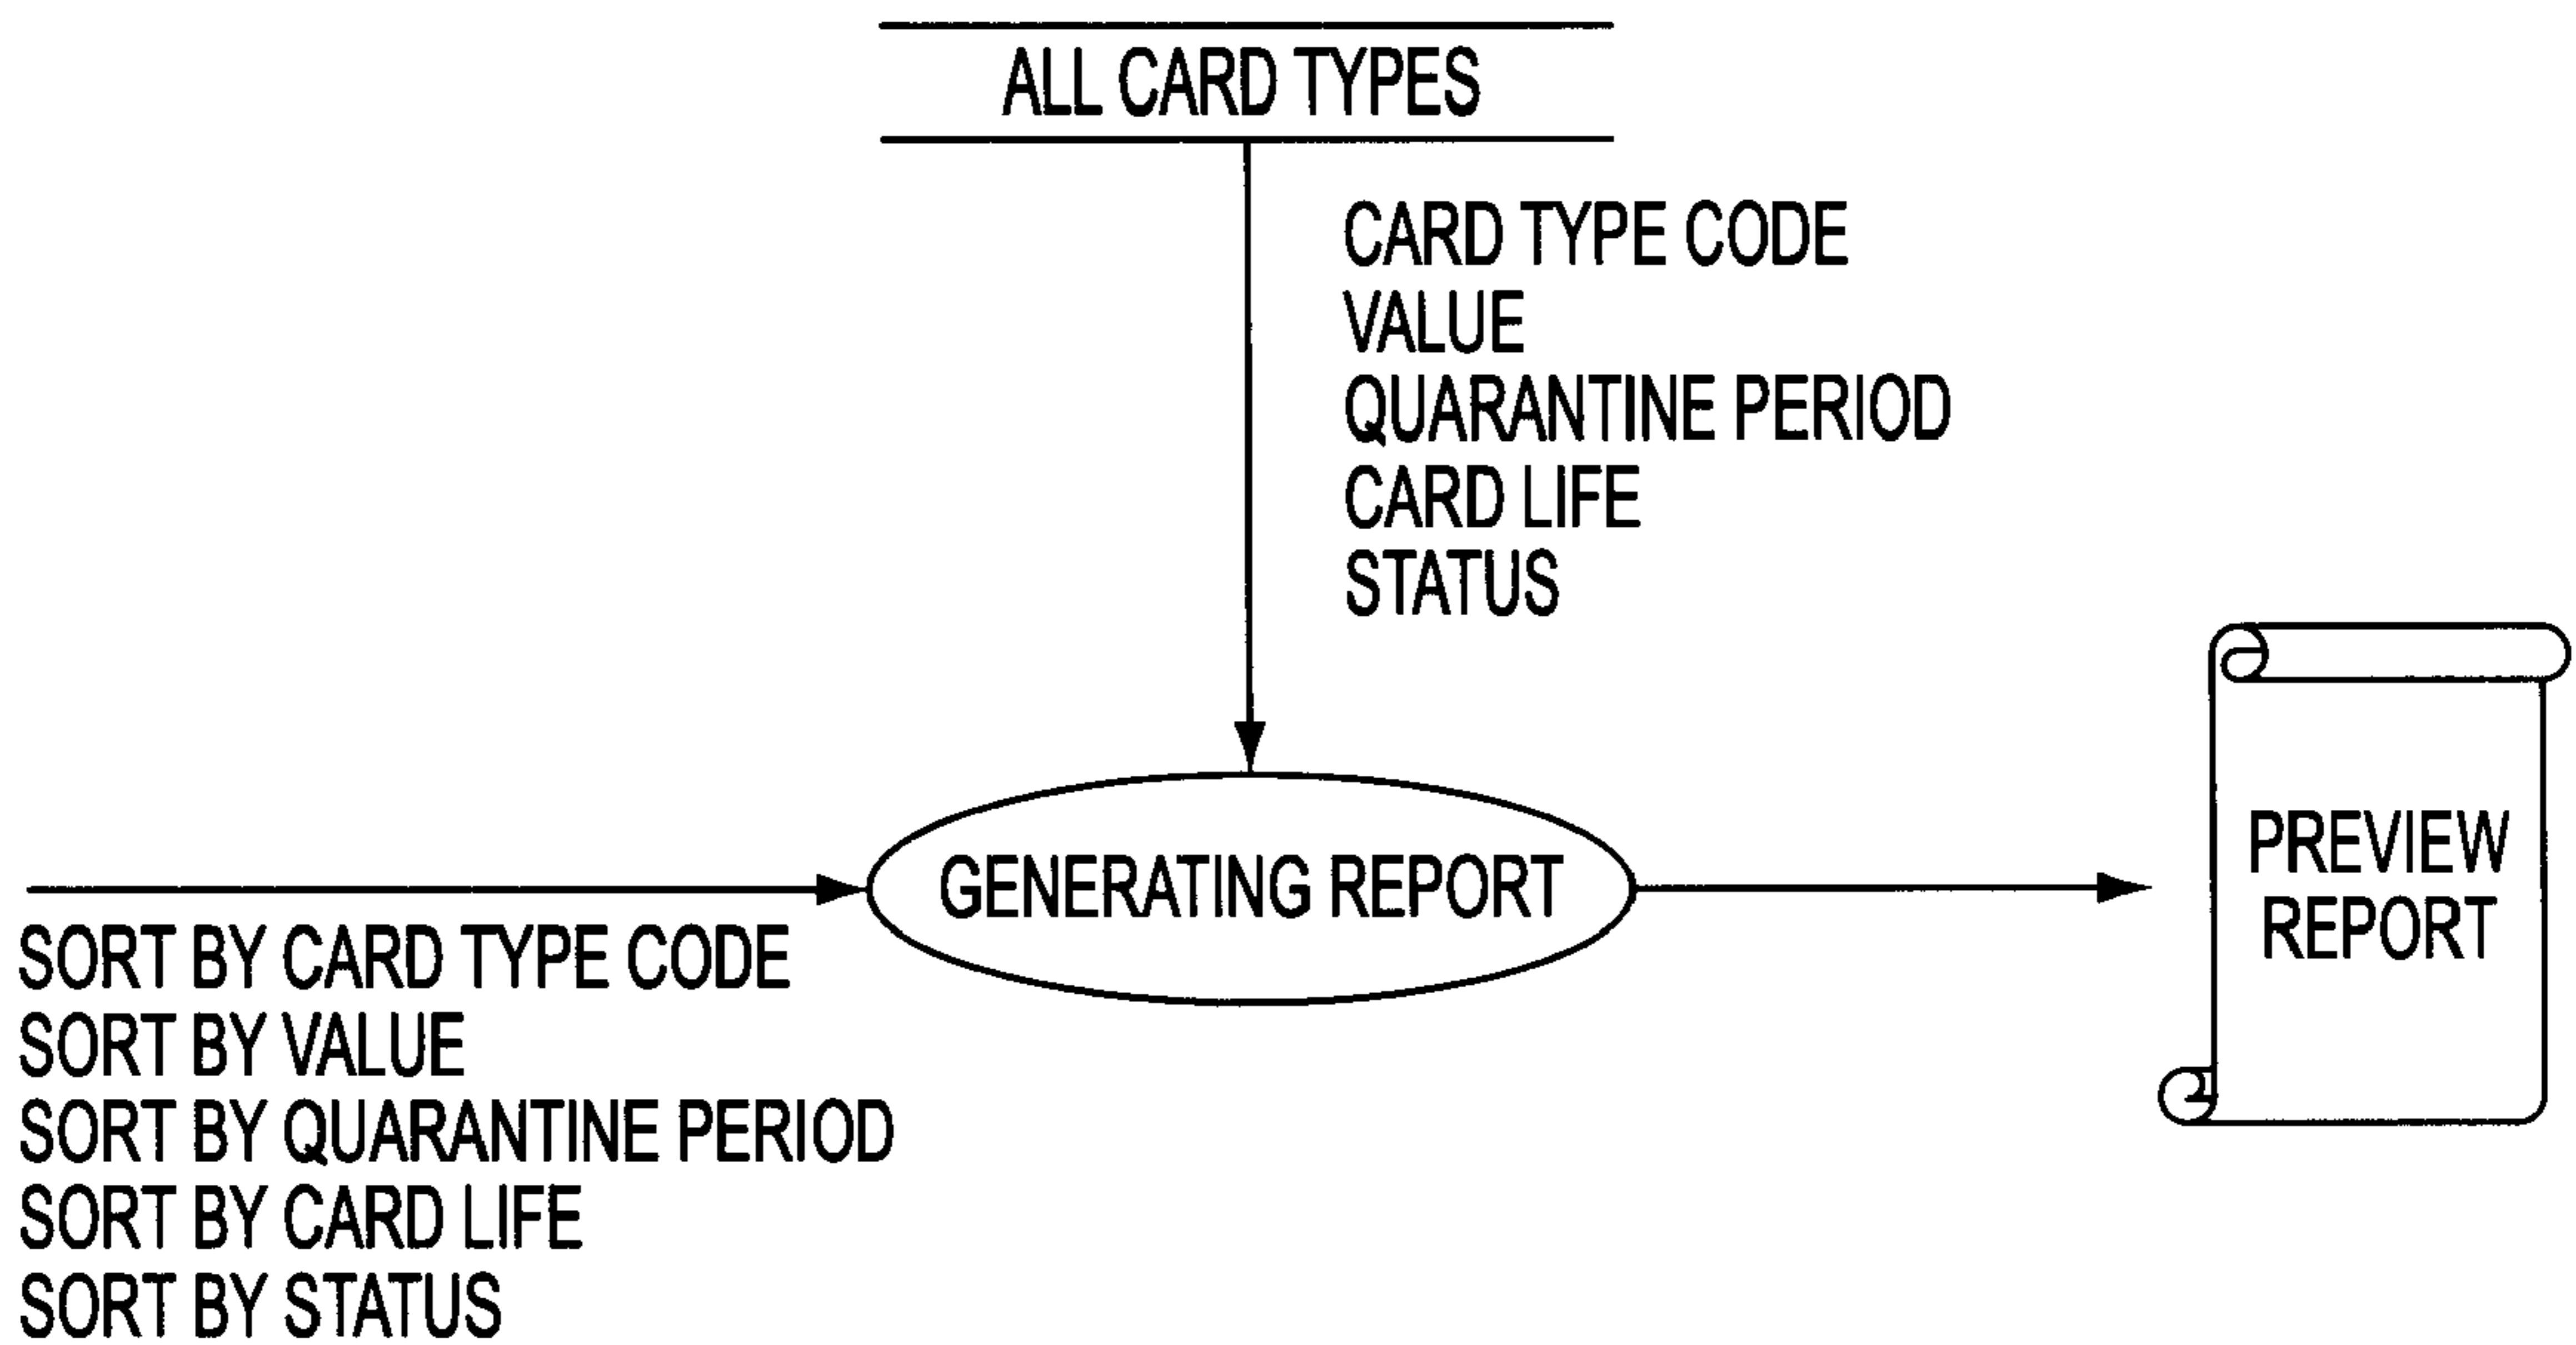 ALL CARD TYPES
CARD TYPE CODE
VALUE
QUARANTINE PERIOD
CARD LIFE
STATUS
GENERATING REPORT
PREVIEW
REPORT
SORT BY CARD TYPE CODE
SORT BY VALUE
SORT BY QUARANTINE PERIOD
SORT BY CARD LIFE
SORT BY STATUS